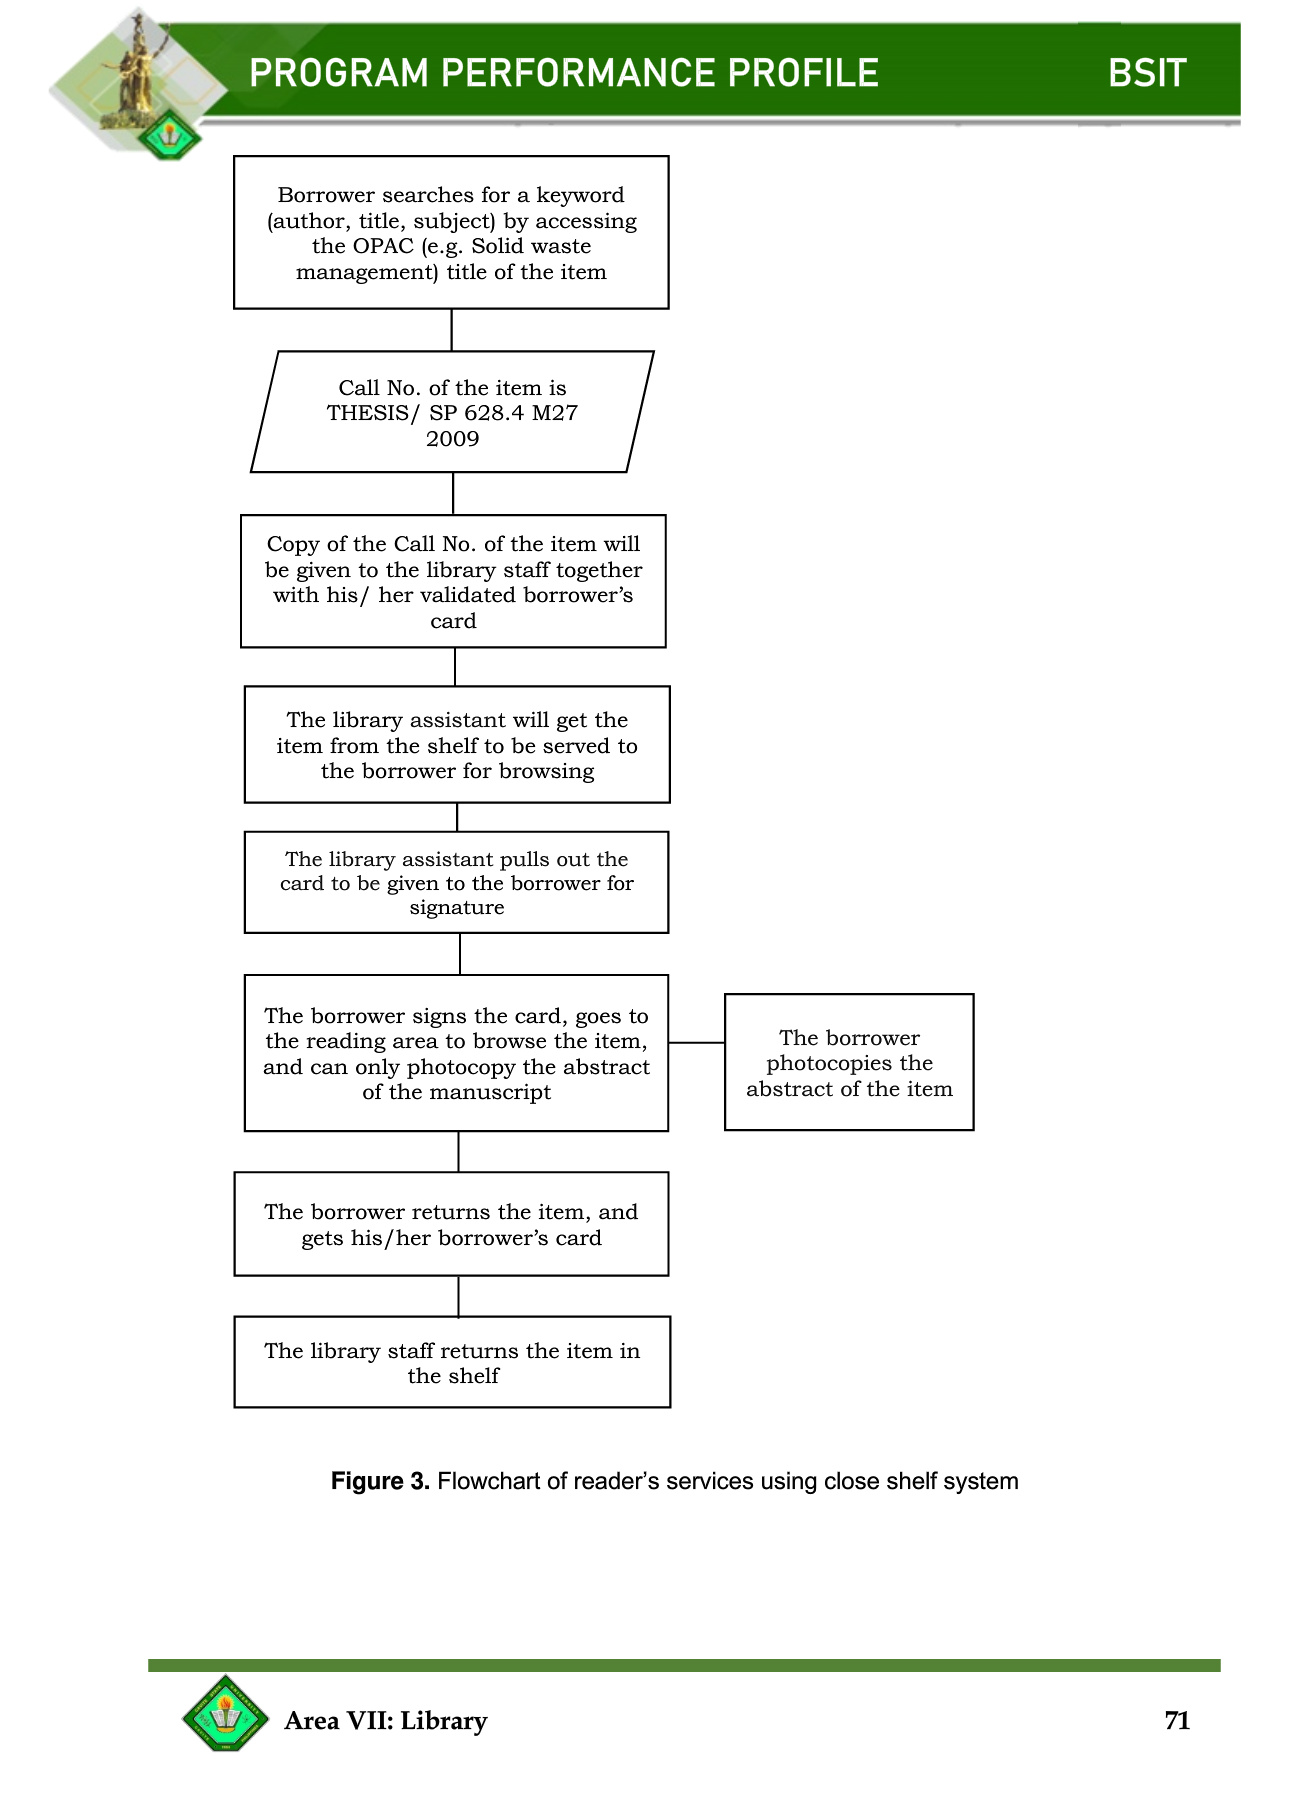 PROGRAM PERFORMANCE PROFILE BSIT
Borrower searches for a keyword
(author, title, subject) by accessing
the OPAC (e.g. Solid waste
management) title of the item
Call No. of the item is
THESIS/ SP 628.4 M27
2009
Copy of the Call No. of the item will
be given to the library staff together
with his/ her validated borrower’s
card
The library assistant will get the
item from the shelf to be served to
the borrower for browsing
The library assistant pulls out the
card to be given to the borrower for
signature
The borrower signs the card, goes to
the reading area to browse the item,
and can only photocopy the abstract
of the manuscript
The borrower
photocopies the
abstract of the item
The borrower returns the item, and
gets his/her borrower’s card
The library staff returns the item in
the shelf
Figure 3. Flowchart of reader’s services using close shelf system
Area VII: Library 71